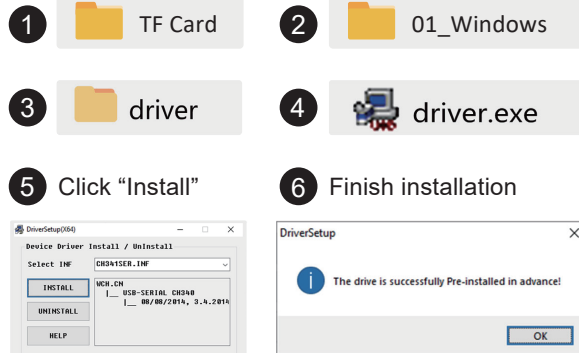 1 TF Card
2 01_Windows
3 driver
4 driver.exe
5 Click “Install”
6 Finish installation
DriverSetup(X64)
Device Driver Install / UnInstall
Select INF CH341SER.INF
INSTALL
UNINSTALL
HELP
WCH.CN
|__ USB-SERIAL CH340
|__ 08/08/2014, 3.4.2014
DriverSetup
The drive is successfully Pre-installed in advance!
OK